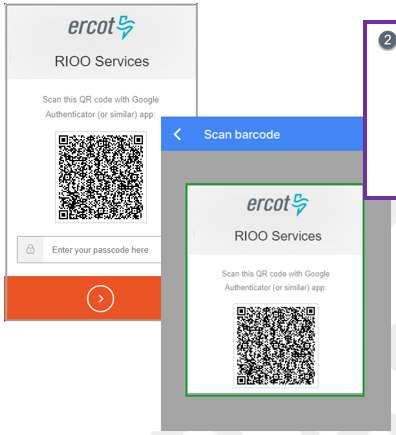 ercot
RIOO Services
Scan this QR code with Google
Authenticator (or similar) app:
Enter your passcode here
2
Scan barcode
ercot
RIOO Services
Scan this QR code with Google
Authenticator (or similar) app: